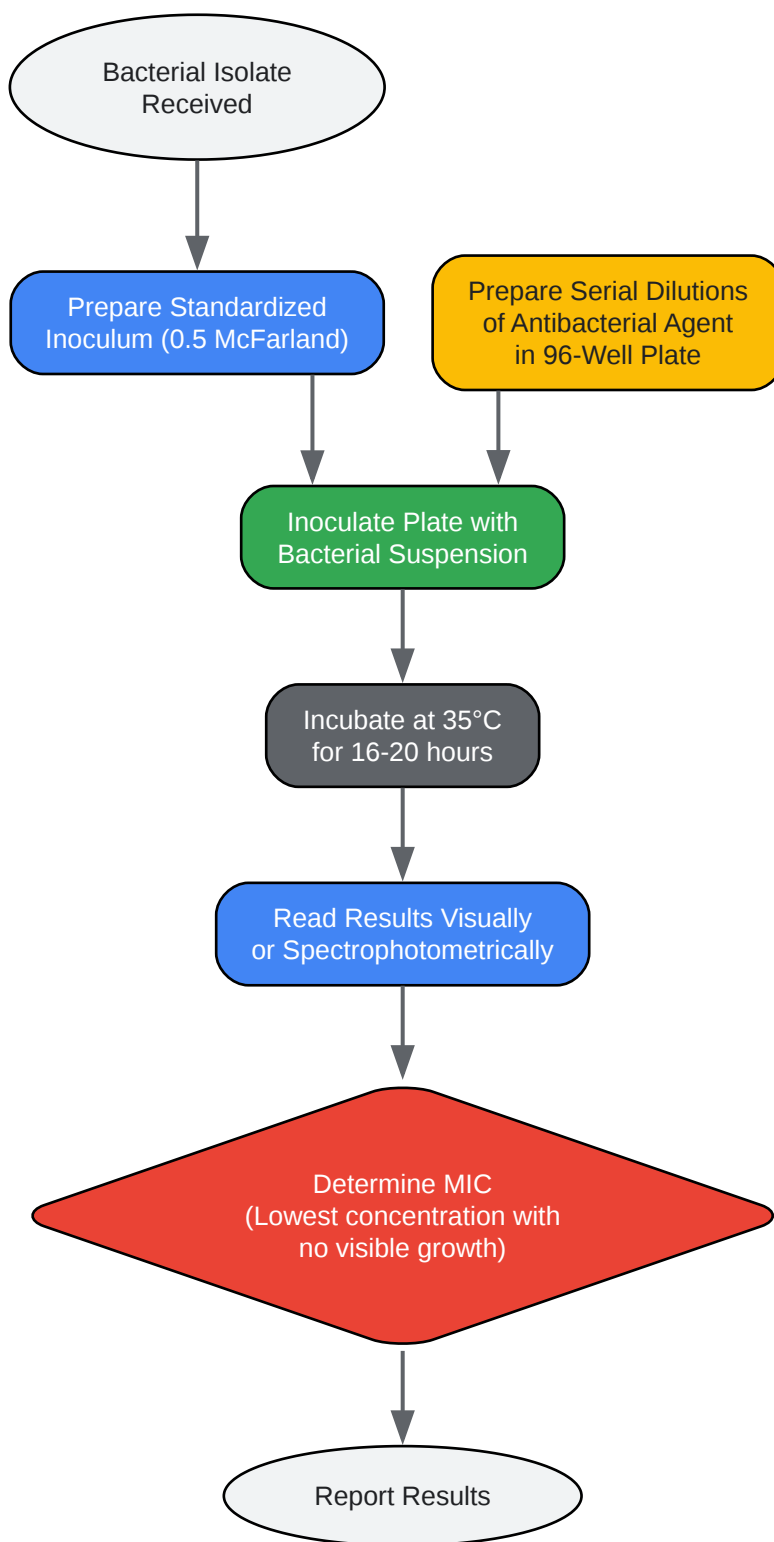 Bacterial Isolate
Received
Prepare Standardized
Inoculum (0.5 McFarland)
Prepare Serial Dilutions
of Antibacterial Agent
in 96-Well Plate
Inoculate Plate with
Bacterial Suspension
Incubate at 35°C
for 16-20 hours
Read Results Visually
or Spectrophotometrically
Determine MIC
(Lowest concentration with
no visible growth)
Report Results